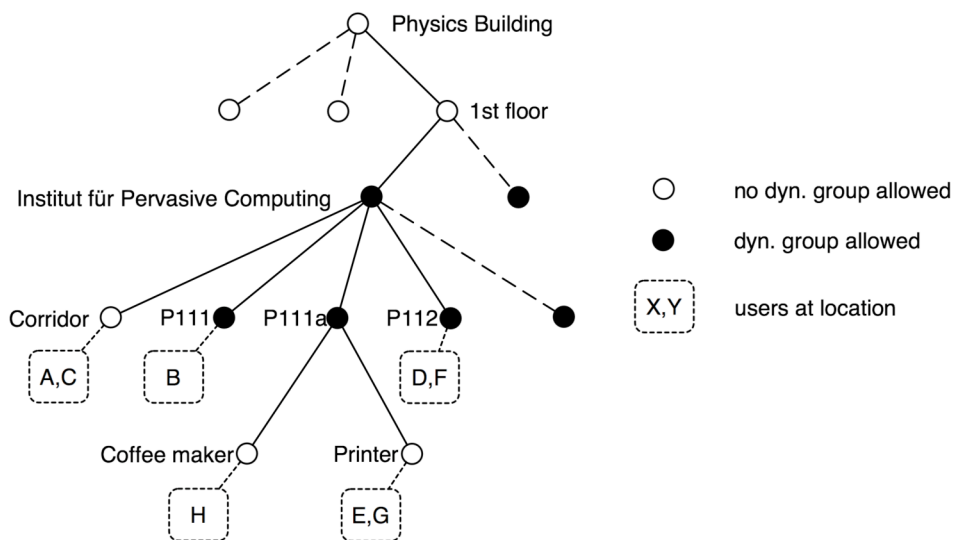 Physics Building
1st floor
Institut für Pervasive Computing
no dyn. group allowed
dyn. group allowed
X,Y
users at location
Corridor
P111
P111a
P112
A,C
B
D,F
Coffee maker
Printer
H
E,G